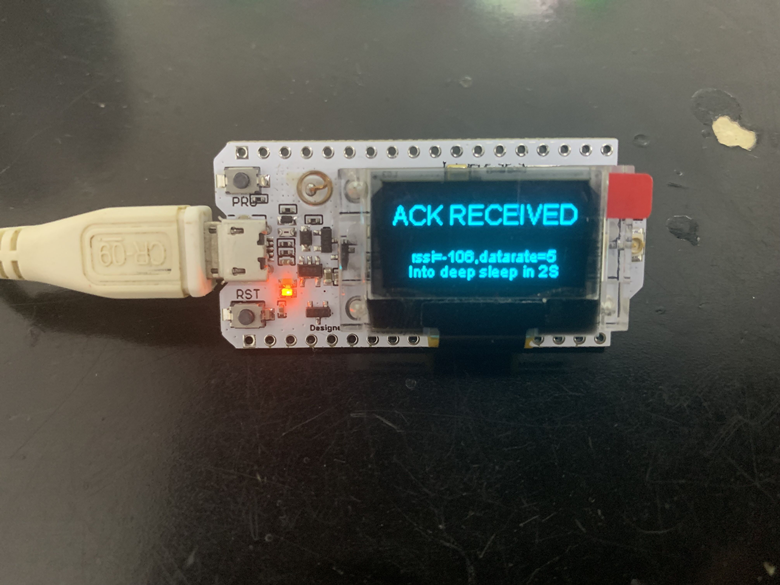 ACK RECEIVED
rssi=-106,datarate=5
Into deep sleep in 2S
PRG
RST
CR-09